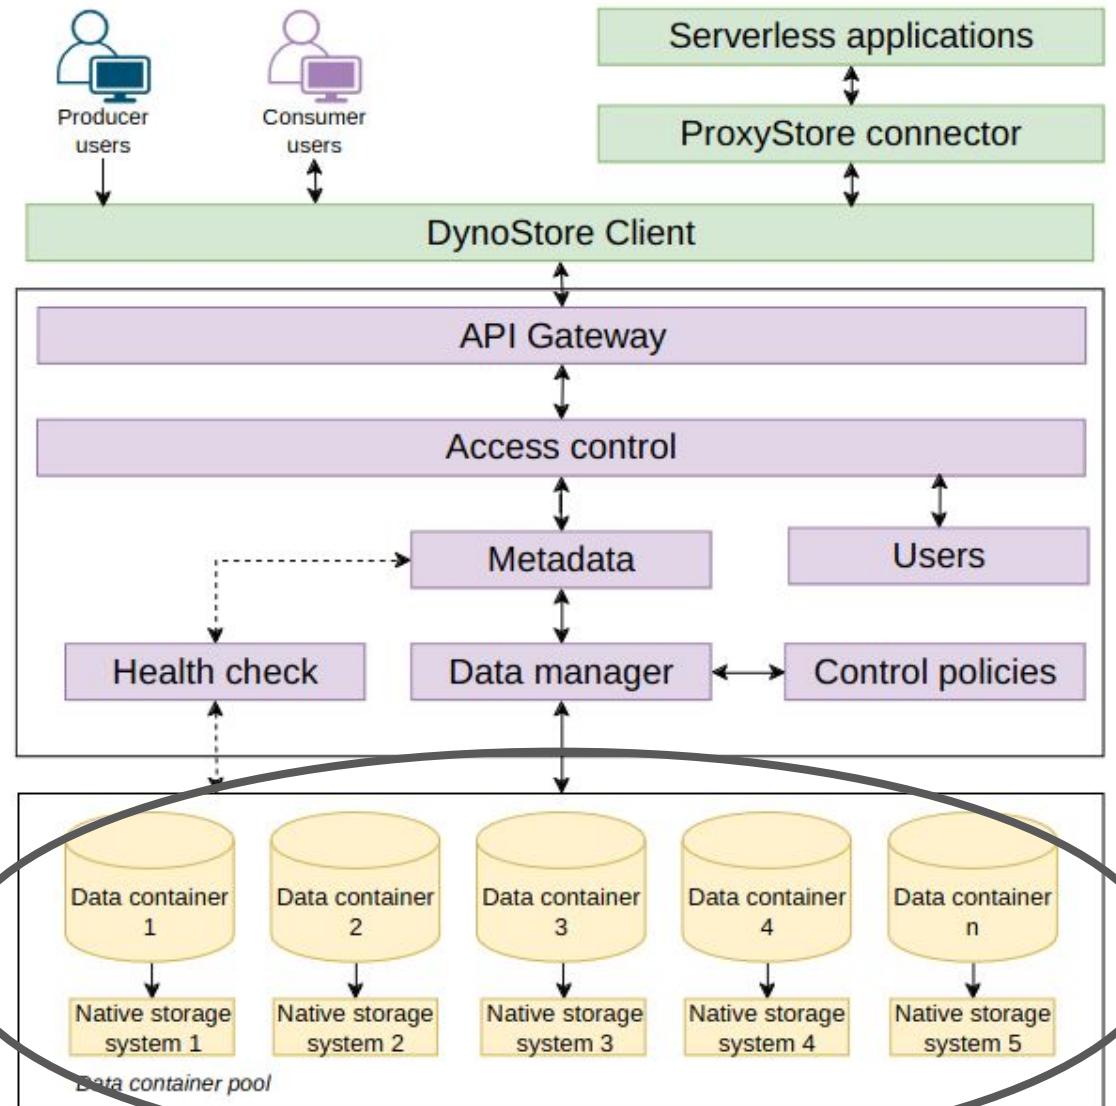 Producer
users
Consumer
users
Serverless applications
ProxyStore connector
DynoStore Client
API Gateway
Access control
Metadata
Users
Health check
Data manager
Control policies
Data container
1
Data container
2
Data container
3
Data container
4
Data container
n
Native storage
system 1
Native storage
system 2
Native storage
system 3
Native storage
system 4
Native storage
system 5
Data container pool